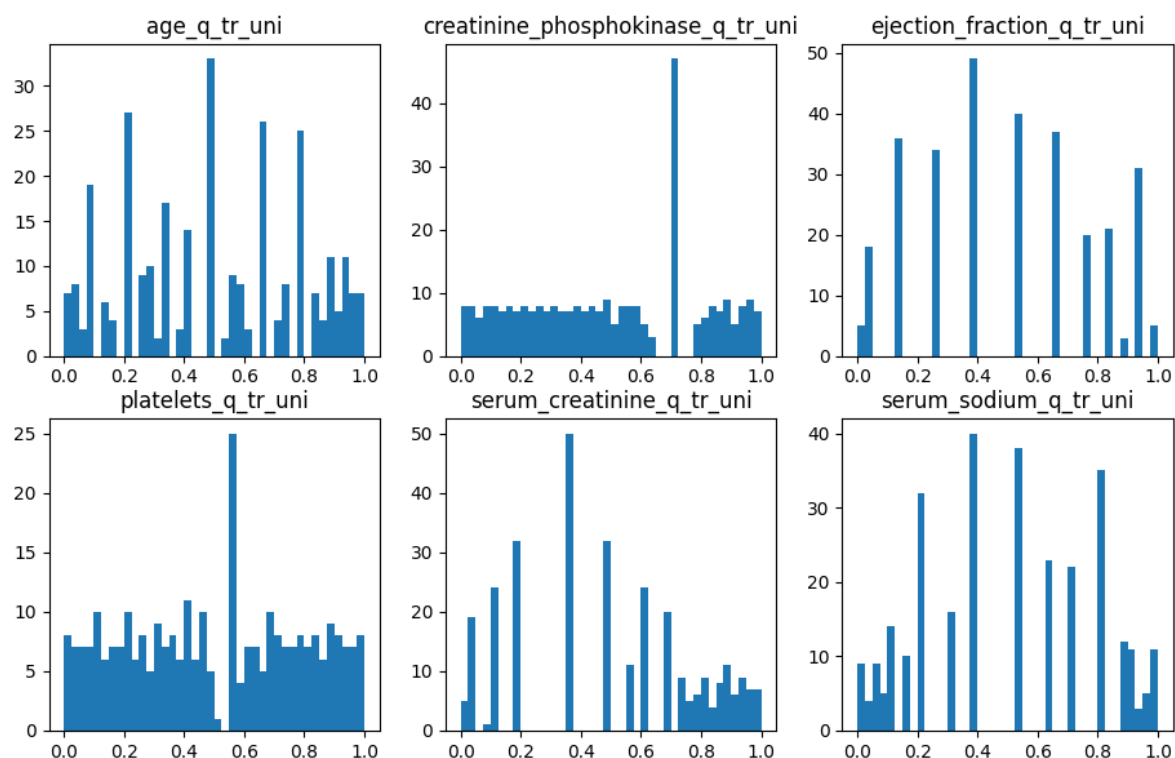 age_q_tr_uni
creatinine_phosphokinase_q_tr_uni
ejection_fraction_q_tr_uni
30
25
20
15
10
5
0
0.0 0.2 0.4 0.6 0.8 1.0
40
30
20
10
0
0.0 0.2 0.4 0.6 0.8 1.0
50
40
30
20
10
0
0.0 0.2 0.4 0.6 0.8 1.0
platelets_q_tr_uni
serum_creatinine_q_tr_uni
serum_sodium_q_tr_uni
25
20
15
10
5
0
0.0 0.2 0.4 0.6 0.8 1.0
50
40
30
20
10
0
0.0 0.2 0.4 0.6 0.8 1.0
40
30
20
10
0
0.0 0.2 0.4 0.6 0.8 1.0